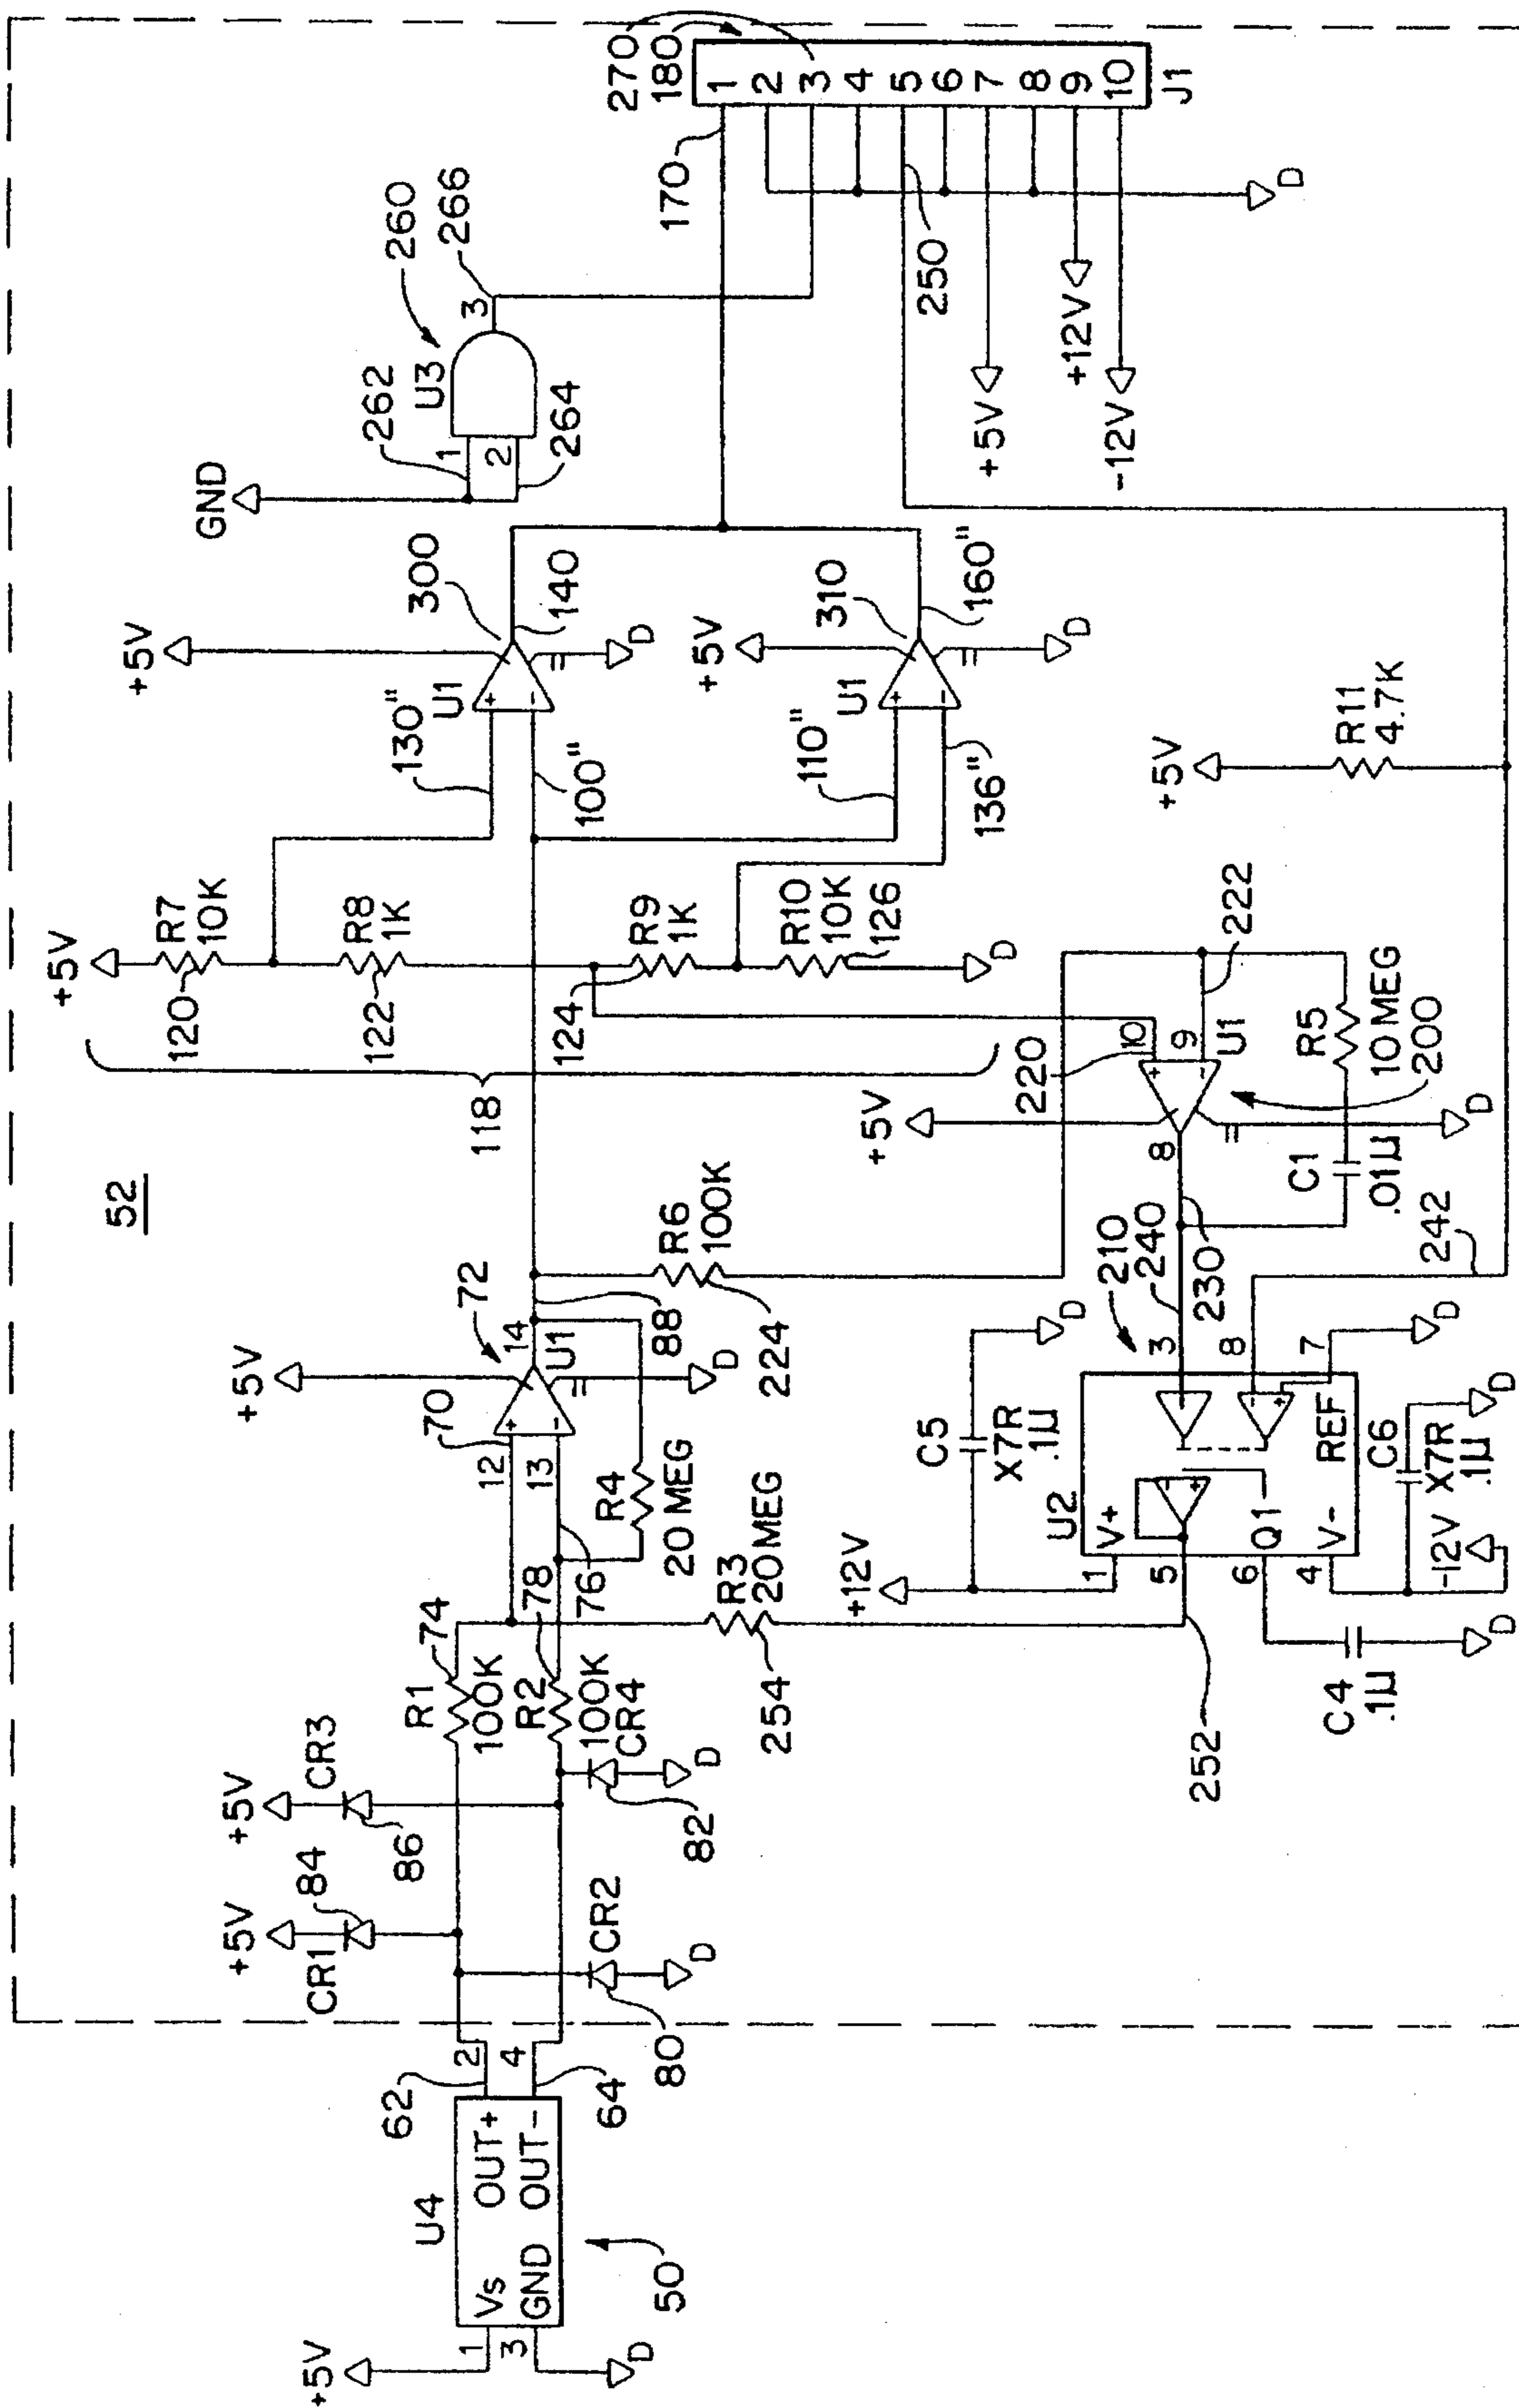 52
+5V
1
3
D
U4
Vs
GND
OUT+
OUT-
50
62
64
2
4
+5V
CR1
84
+5V
CR3
86
80
CR2
D
82
CR4
D
R1
100K
74
R2
100K
78
76
254
R3
20 MEG
R4
20 MEG
12
13
70
+
-
14
U1
72
+5V
D
88
R6
100K
224
118
+5V
120
R7
10K
122
R8
1K
124
R9
1K
R10
10K
126
D
130"
100"
110"
136"
+5V
U1
+
-
300
140
D
+5V
U1
+
-
310
160"
D
GND
262
1
2
264
U3
260
3
266
170
270
180
1
2
3
4
5
6
7
8
9
10
J1
250
+5V
+12V
-12V
D
+5V
R11
4.7K
220
10
9
+
-
222
U1
8
+5V
D
R5
10 MEG
200
C1
.01µ
230
240
210
242
3
8
7
D
C5
X7R
.1µ
D
+12V
U2
V+
Q1
V-
REF
+
-
+
1
5
6
4
252
C4
.1µ
D
-12V
C6
X7R
.1µ
D